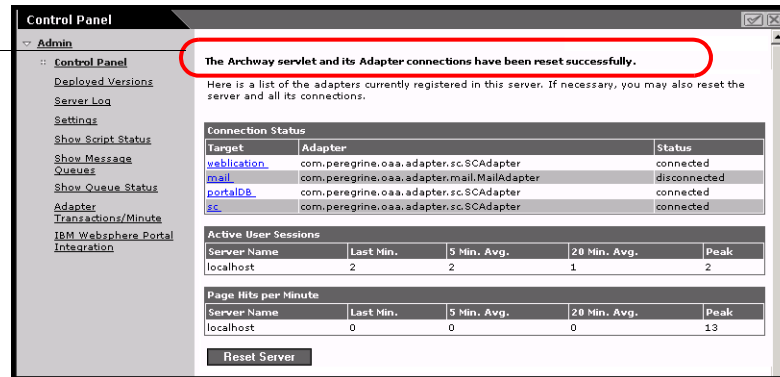 Control Panel
Admin
Control Panel
Deployed Versions
Server Log
Settings
Show Script Status
Show Message
Queues
Show Queue Status
Adapter
Transactions/Minute
IBM Websphere Portal
Integration
The Archway servlet and its Adapter connections have been reset successfully.
Here is a list of the adapters currently registered in this server. If necessary, you may also reset the
server and all its connections.
Connection Status
Target Adapter Status
weblication com.peregrine.oaa.adapter.sc.SCAdapter connected
mail com.peregrine.oaa.adapter.mail.MailAdapter disconnected
portalDB com.peregrine.oaa.adapter.sc.SCAdapter connected
sc com.peregrine.oaa.adapter.sc.SCAdapter connected
Active User Sessions
Server Name Last Min. 5 Min. Avg. 20 Min. Avg. Peak
localhost 2 2 1 2
Page Hits per Minute
Server Name Last Min. 5 Min. Avg. 20 Min. Avg. Peak
localhost 0 0 0 13
Reset Server